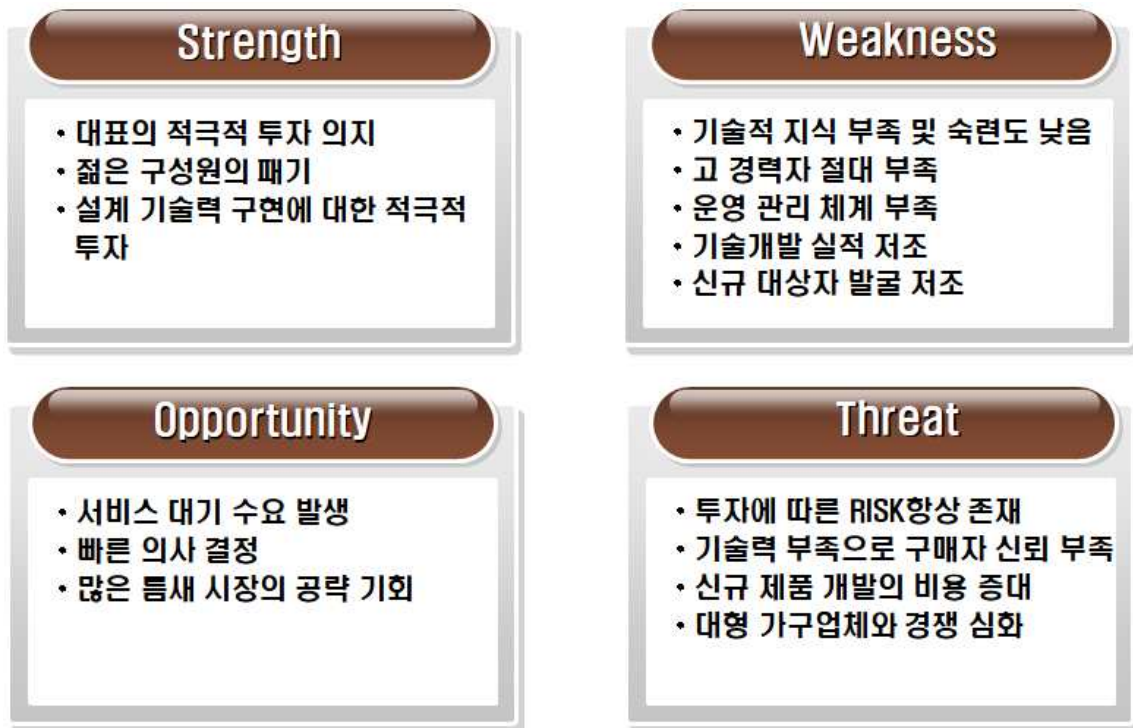 Strength
• 대표의 적극적 투자 의지
• 젊은 구성원의 패기
• 설계 기술력 구현에 대한 적극적
투자
Weakness
• 기술적 지식 부족 및 숙련도 낮음
• 고 경력자 절대 부족
• 운영 관리 체계 부족
• 기술개발 실적 저조
• 신규 대상자 발굴 저조
Opportunity
• 서비스 대기 수요 발생
• 빠른 의사 결정
• 많은 틈새 시장의 공략 기회
Threat
• 투자에 따른 RISK항상 존재
• 기술력 부족으로 구매자 신뢰 부족
• 신규 제품 개발의 비용 증대
• 대형 가구업체와 경쟁 심화